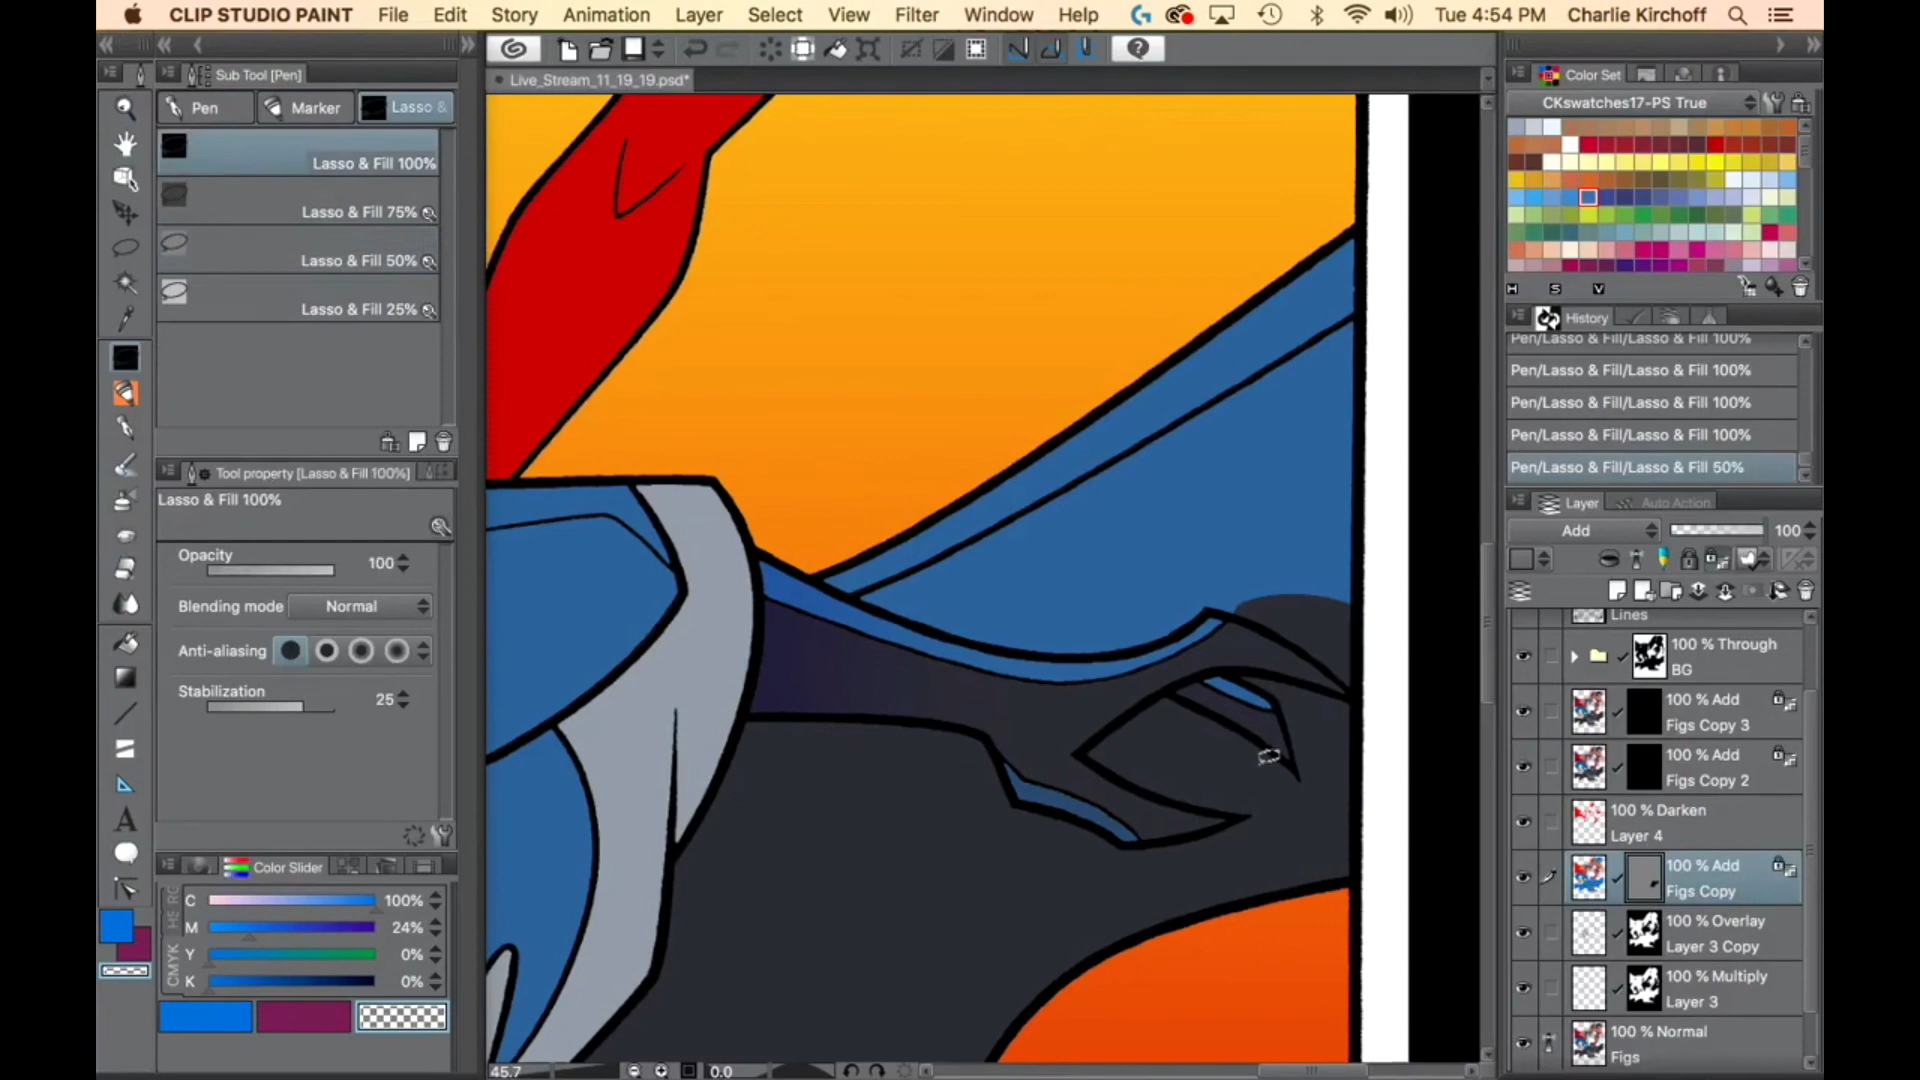 CLIP STUDIO PAINT File Edit Story Animation Layer Select View Filter Window Help Tue 4:54 PM Charlie Kirchoff
Sub Tool [Pen]
Pen Marker Lasso &
Lasso & Fill 100%
Lasso & Fill 75%
Lasso & Fill 50%
Lasso & Fill 25%
Tool property [Lasso & Fill 100%]
Lasso & Fill 100%
Opacity 100
Blending mode Normal
Anti-aliasing
Stabilization 25
Color Slider
CMYK
C 100%
M 24%
Y 0%
K 0%
Live_Stream_11_19_19.psd*
45.7 0.0
Color Set
CKswatches17-PS True
H S V
History
Pen/Lasso & Fill/Lasso & Fill 100%
Pen/Lasso & Fill/Lasso & Fill 100%
Pen/Lasso & Fill/Lasso & Fill 100%
Pen/Lasso & Fill/Lasso & Fill 100%
Pen/Lasso & Fill/Lasso & Fill 50%
Layer Auto Action
Add 100
Lines
100 % Through
BG
100 % Add
Figs Copy 3
100 % Add
Figs Copy 2
100 % Darken
Layer 4
100 % Add
Figs Copy
100 % Overlay
Layer 3 Copy
100 % Multiply
Layer 3
100 % Normal
Figs